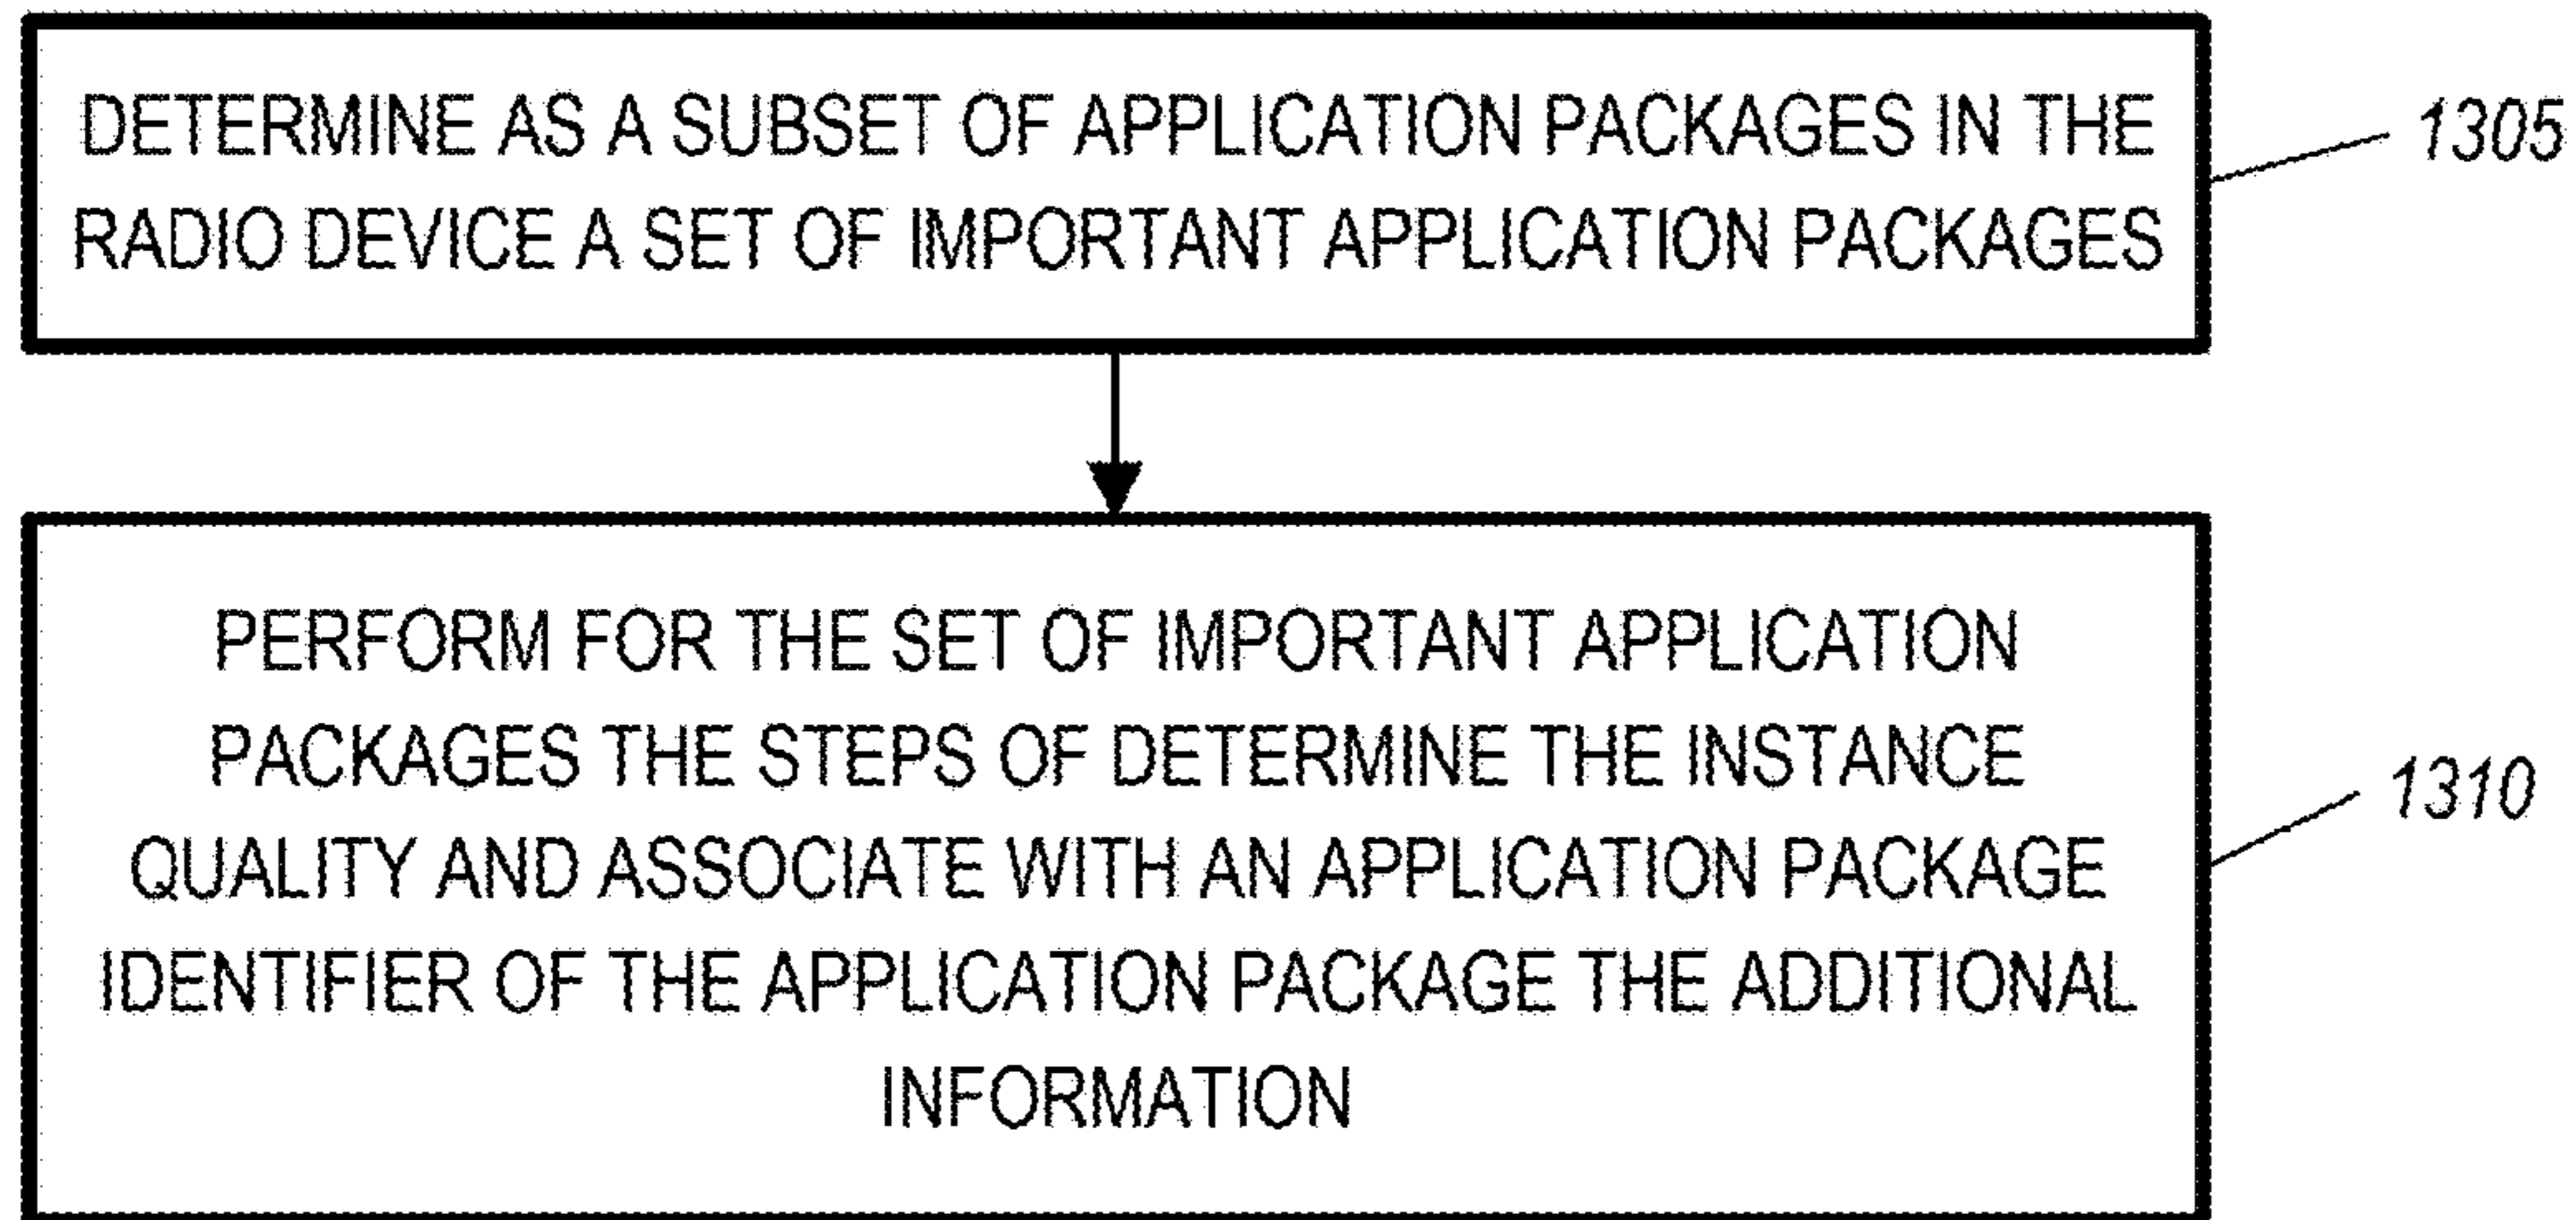 DETERMINE AS A SUBSET OF APPLICATION PACKAGES IN THE
RADIO DEVICE A SET OF IMPORTANT APPLICATION PACKAGES
1305
PERFORM FOR THE SET OF IMPORTANT APPLICATION
PACKAGES THE STEPS OF DETERMINE THE INSTANCE
QUALITY AND ASSOCIATE WITH AN APPLICATION PACKAGE
IDENTIFIER OF THE APPLICATION PACKAGE THE ADDITIONAL
INFORMATION
1310